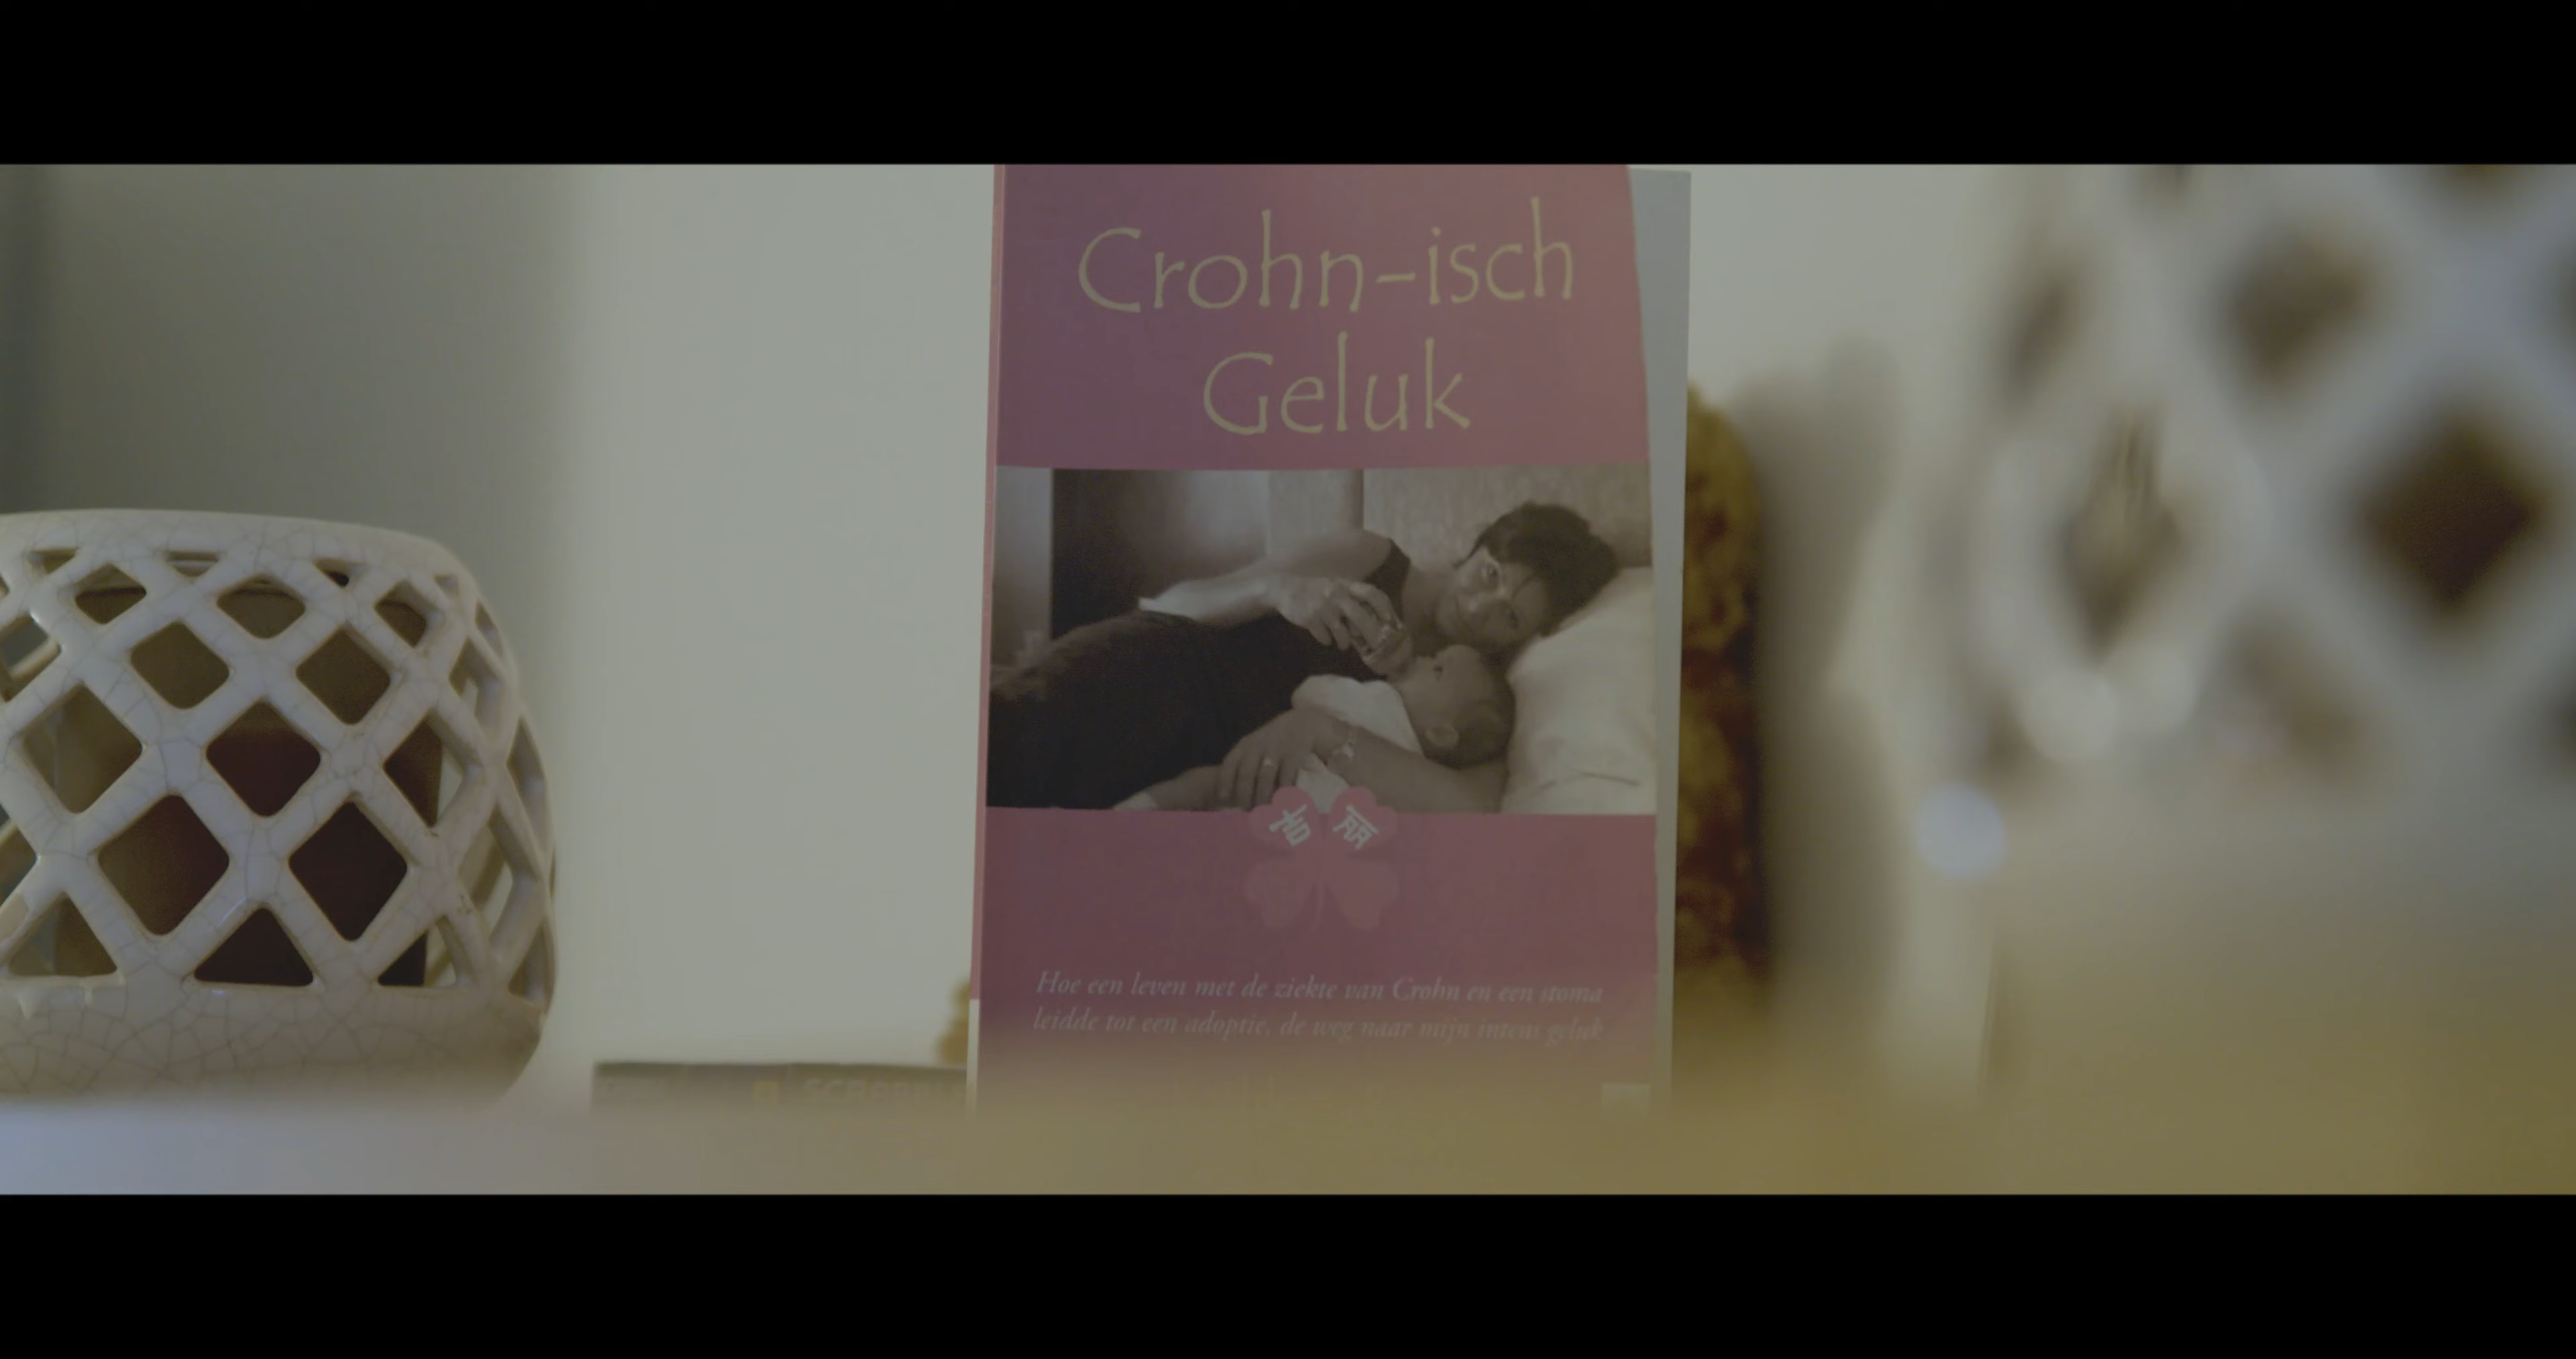 Crohn-isch
Geluk
吉 丽
Hoe een leven met de ziekte van Crohn en een stoma
leidde tot een adoptie, de weg naar mijn intens geluk